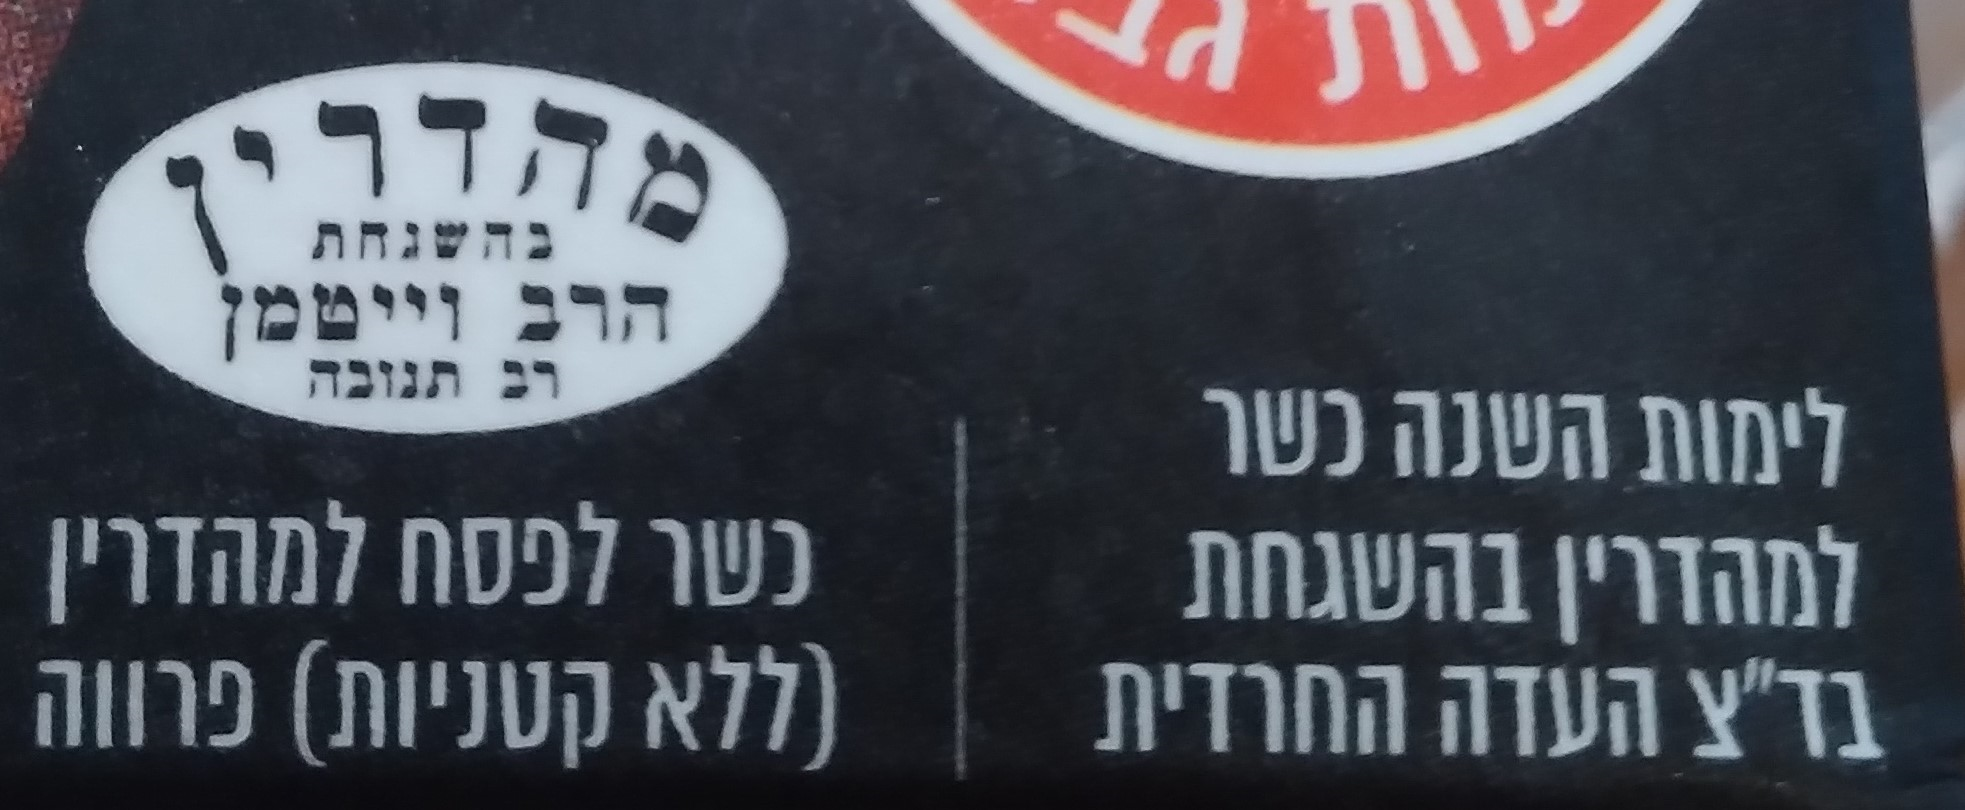 מהדרין
בהשגחת
הרב וייטמן
רב תנובה
לימות השנה כשר
למהדרין בהשגחת
בד"צ העדה החרדית
כשר לפסח למהדרין
(ללא קטניות) פרווה